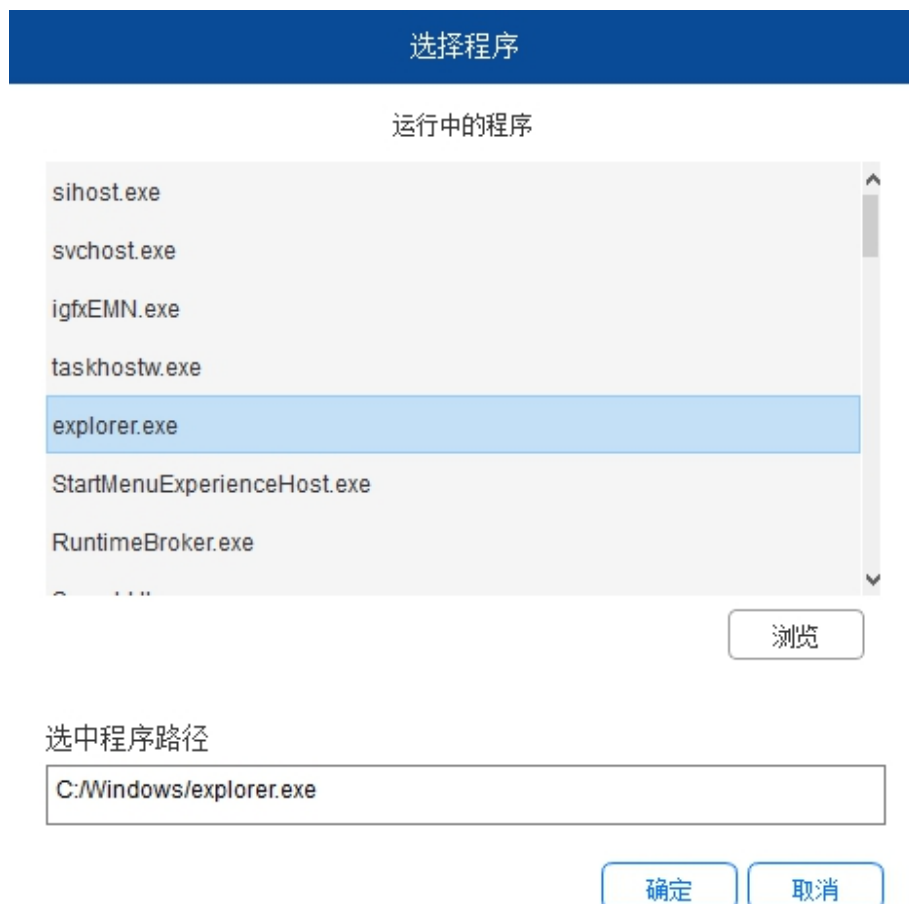 选择程序
运行中的程序
sihost.exe
svchost.exe
igfxEMN.exe
taskhostw.exe
explorer.exe
StartMenuExperienceHost.exe
RuntimeBroker.exe
浏览
选中程序路径
C:/Windows/explorer.exe
确定 取消